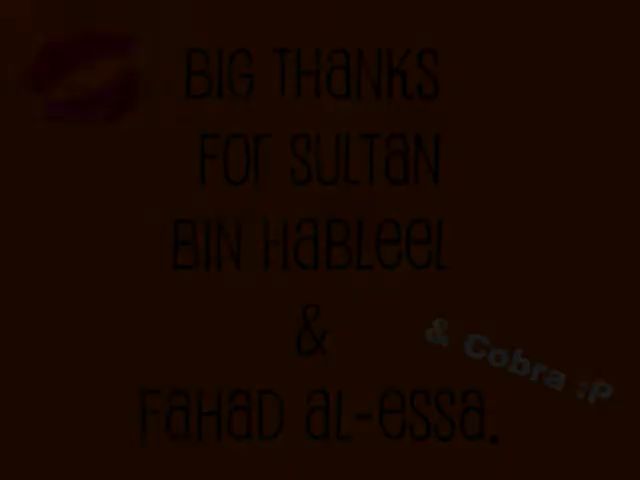 BIG THaNKS
FOr SULTaN
BIN HaBLeeL
&
& Cobra :P
FaHaD aL-eSSa.